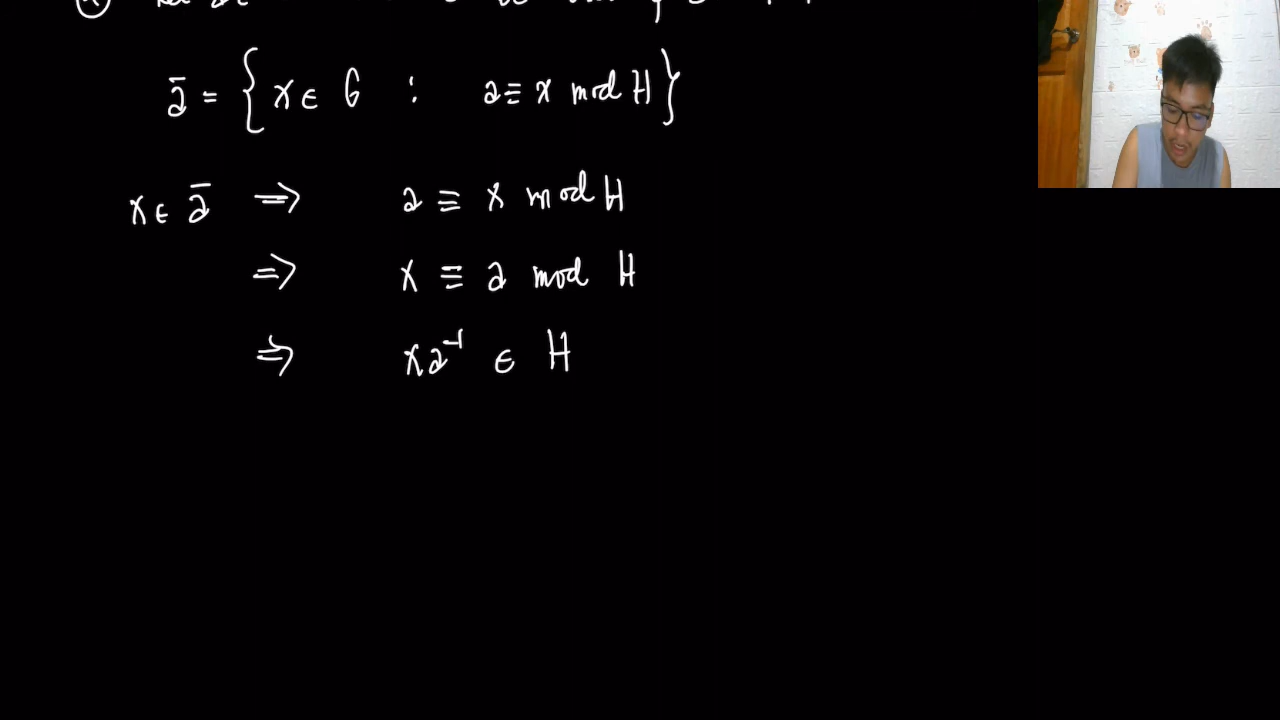 ā = { x ∈ G : a ≡ x mod H }
x ∈ ā ⇒ a ≡ x mod H
⇒ x ≡ a mod H
⇒ xa⁻¹ ∈ H